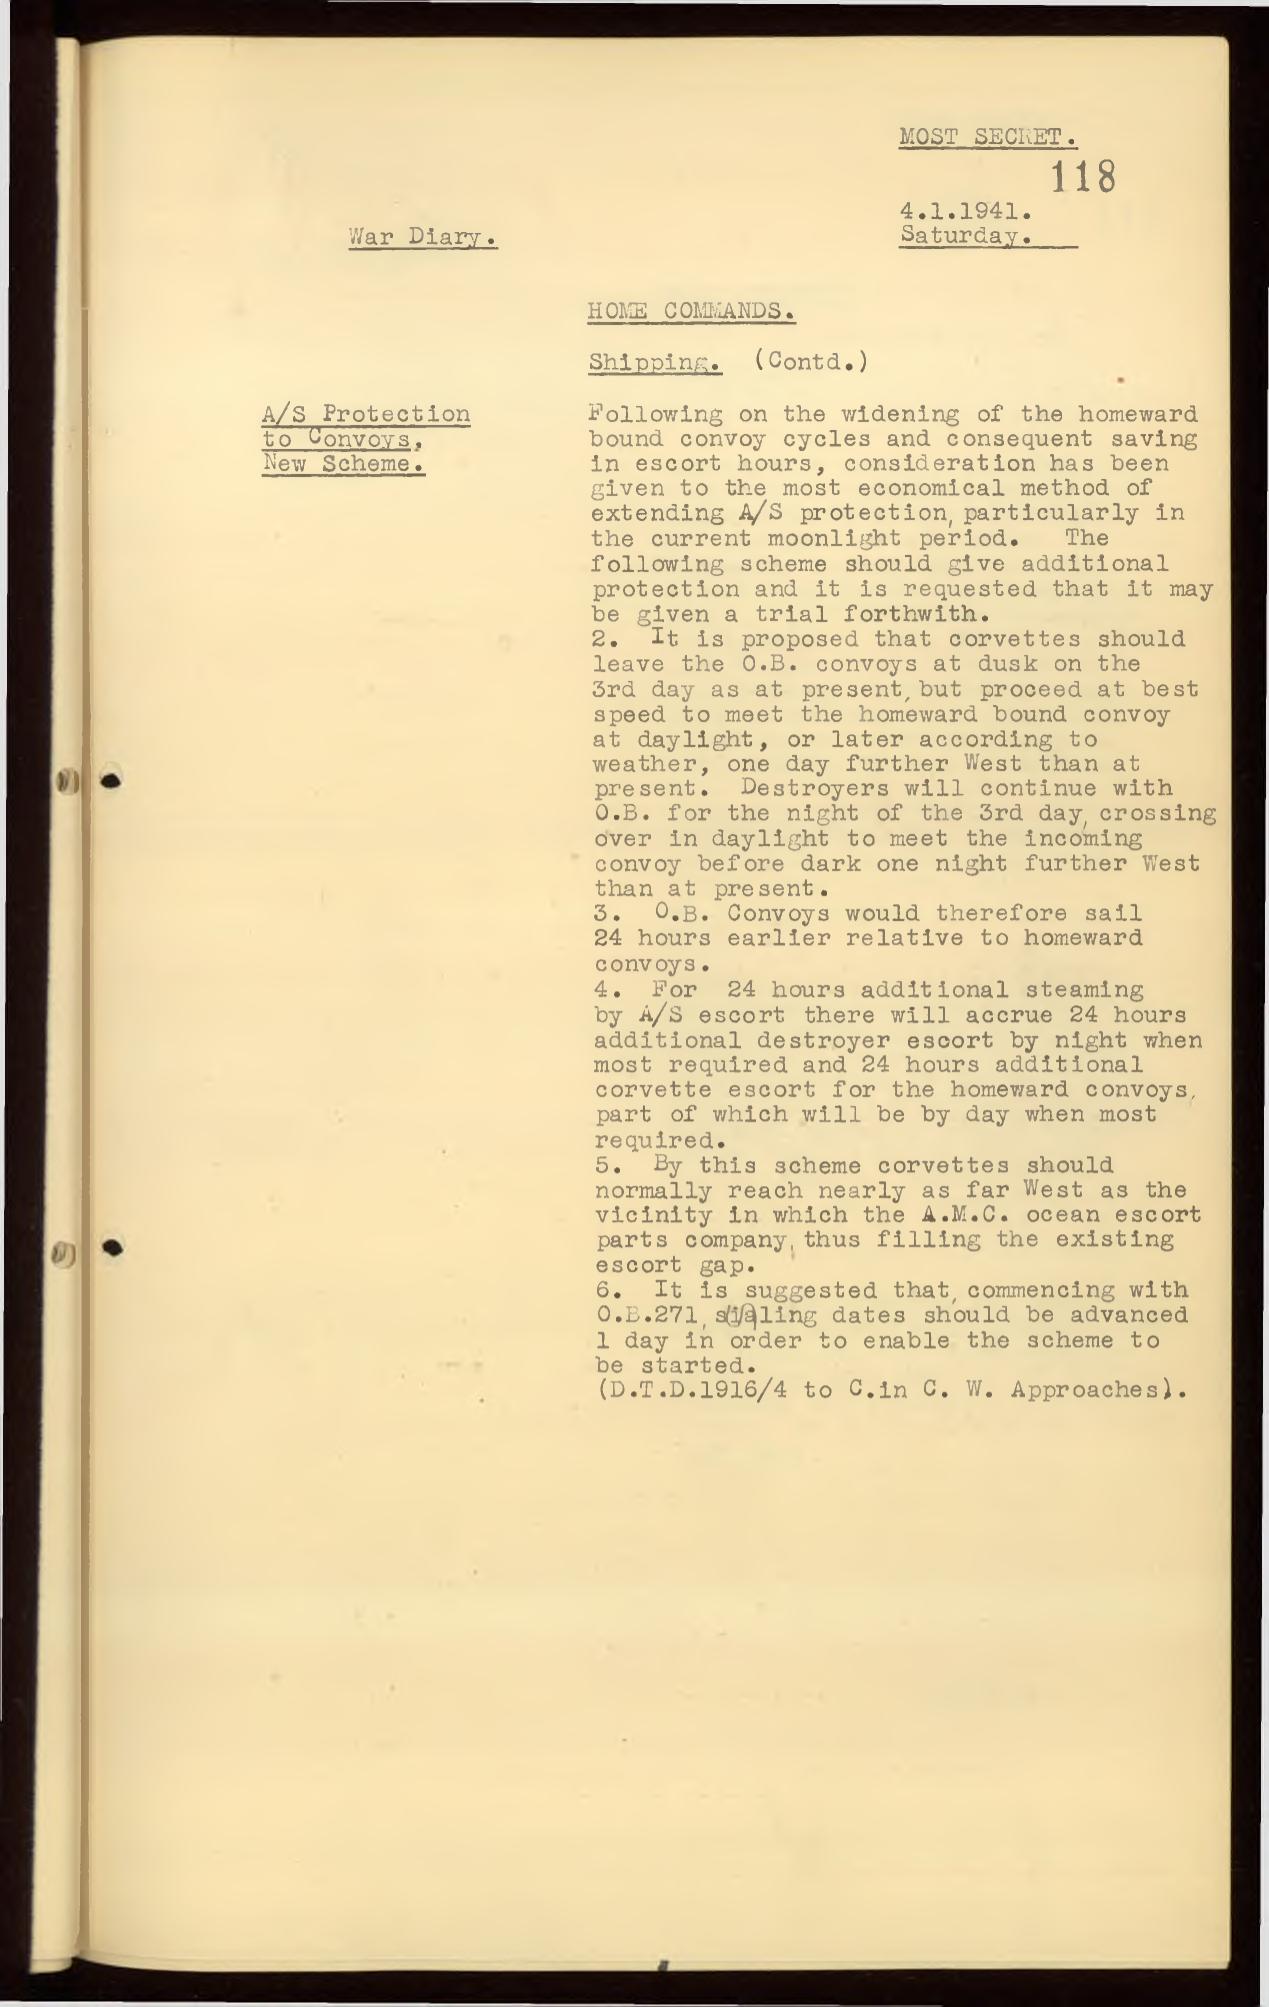 MOST SECRET.
118
4.1.1941.
Saturday.
War Diary.
HOME COMMANDS.
Shipping. (Contd.)
A/S Protection
to Convoys,
New Scheme.
Following on the widening of the homeward
bound convoy cycles and consequent saving
in escort hours, consideration has been
given to the most economical method of
extending A/S protection, particularly in
the current moonlight period. The
following scheme should give additional
protection and it is requested that it may
be given a trial forthwith.
2. It is proposed that corvettes should
leave the O.B. convoys at dusk on the
3rd day as at present, but proceed at best
speed to meet the homeward bound convoy
at daylight, or later according to
weather, one day further West than at
present. Destroyers will continue with
O.B. for the night of the 3rd day, crossing
over in daylight to meet the incoming
convoy before dark one night further West
than at present.
3. O.B. Convoys would therefore sail
24 hours earlier relative to homeward
convoys.
4. For 24 hours additional steaming
by A/S escort there will accrue 24 hours
additional destroyer escort by night when
most required and 24 hours additional
corvette escort for the homeward convoys,
part of which will be by day when most
required.
5. By this scheme corvettes should
normally reach nearly as far West as the
vicinity in which the A.M.C. ocean escort
parts company, thus filling the existing
escort gap.
6. It is suggested that, commencing with
O.B.271, sailing dates should be advanced
1 day in order to enable the scheme to
be started.
(D.T.D.1916/4 to C.in C. W. Approaches).